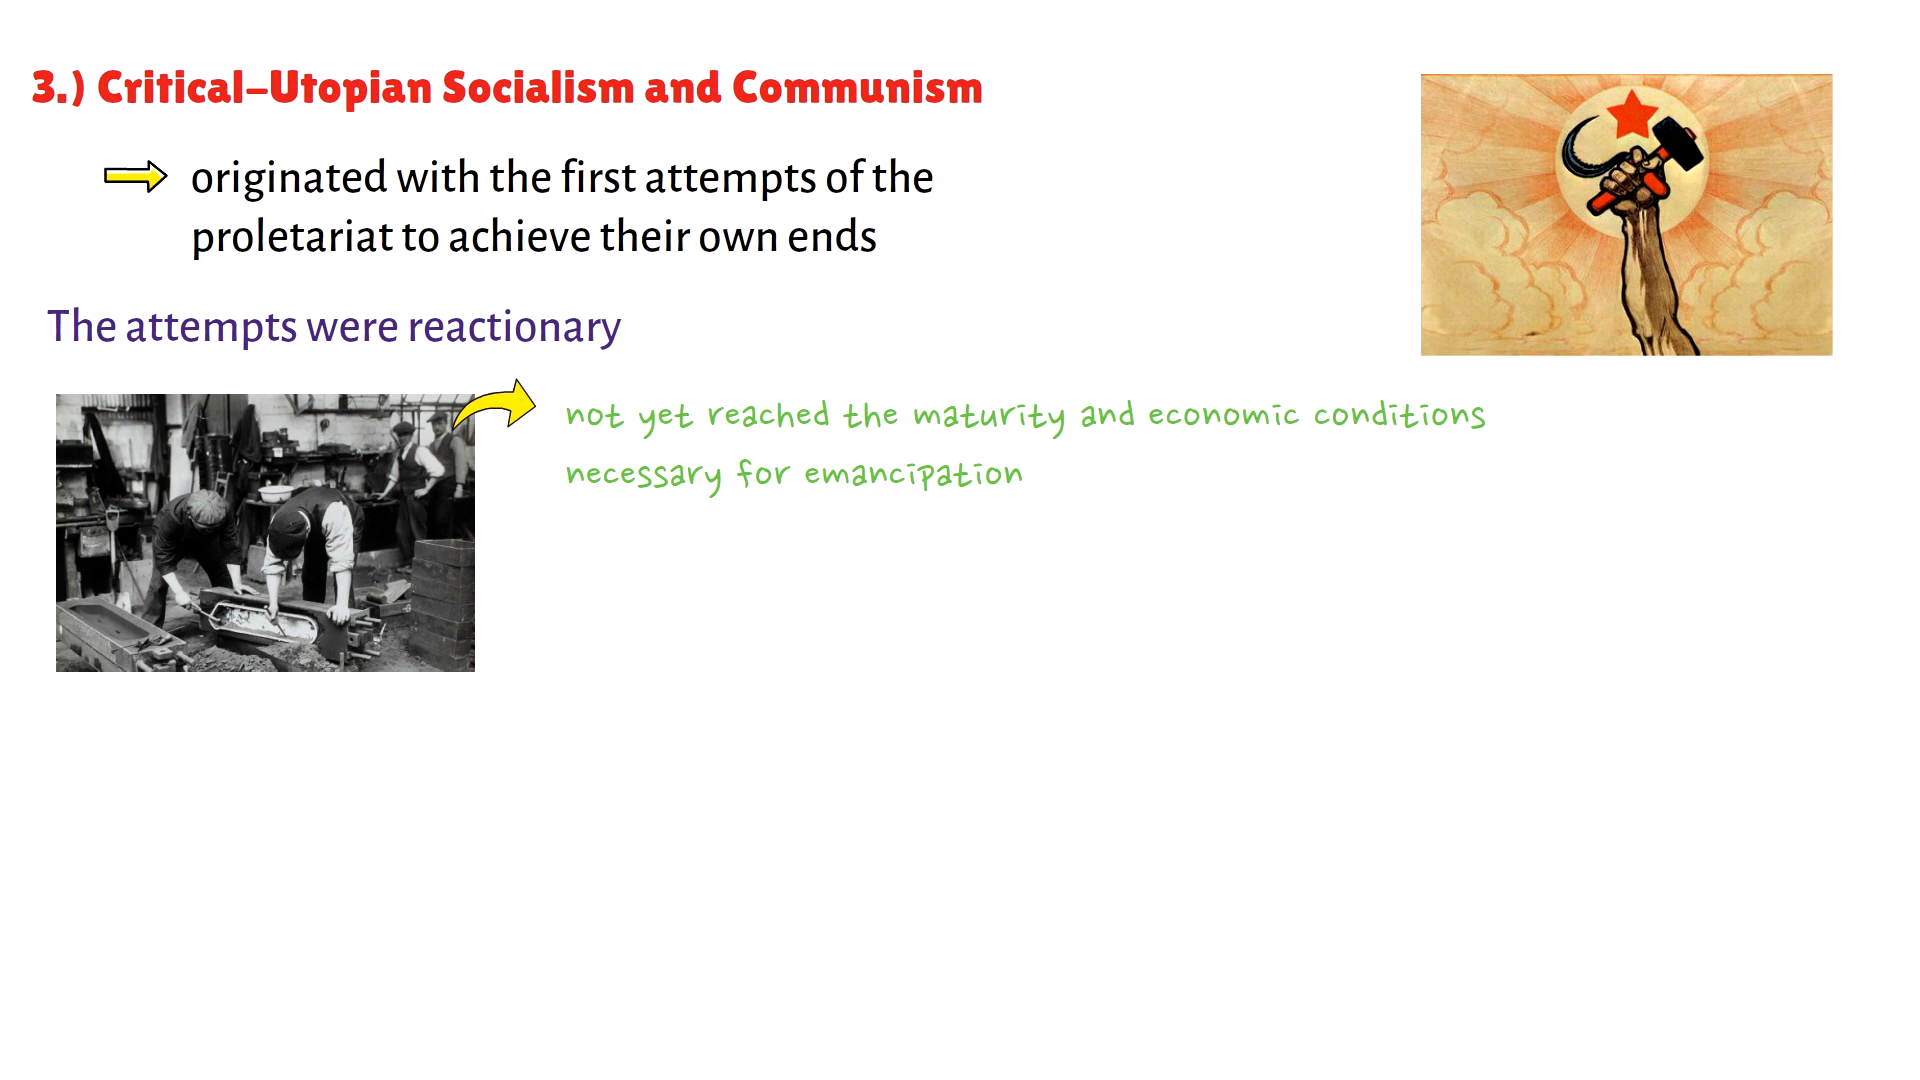 3.) Critical-Utopian Socialism and Communism
originated with the first attempts of the
proletariat to achieve their own ends
The attempts were reactionary
not yet reached the maturity and economic conditions
necessary for emancipation